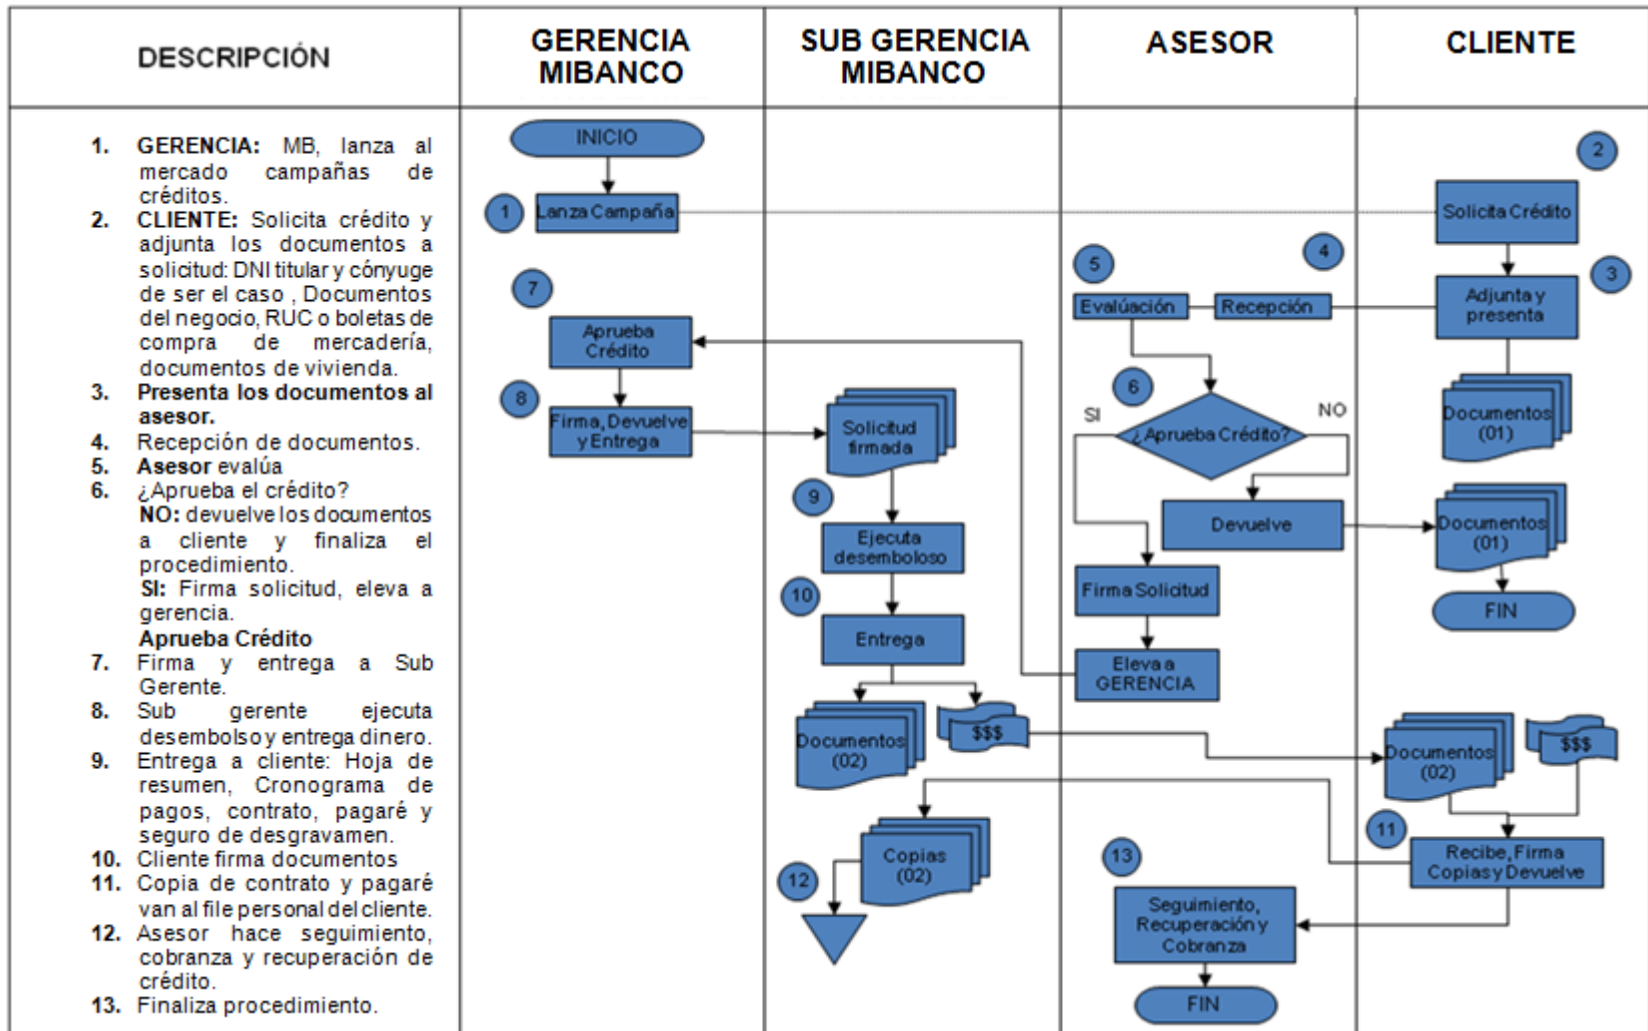 DESCRIPCIÓN
GERENCIA
MIBANCO
SUB GERENCIA
MIBANCO
ASESOR
CLIENTE
1. GERENCIA: MB, lanza al
mercado campañas de
créditos.
2. CLIENTE: Solicita crédito y
adjunta los documentos a
solicitud: DNI titular y cónyuge
de ser el caso , Documentos
del negocio, RUC o boletas de
compra de mercadería,
documentos de vivienda.
3. Presenta los documentos al
asesor.
4. Recepción de documentos.
5. Asesor evalúa
6. ¿Aprueba el crédito?
NO: devuelve los documentos
a cliente y finaliza el
procedimiento.
SI: Firma solicitud, eleva a
gerencia.
Aprueba Crédito
7. Firma y entrega a Sub
Gerente.
8. Sub gerente ejecuta
desembolso y entrega dinero.
9. Entrega a cliente: Hoja de
resumen, Cronograma de
pagos, contrato, pagaré y
seguro de desgravamen.
10. Cliente firma documentos
11. Copia de contrato y pagaré
van al file personal del cliente.
12. Asesor hace seguimiento,
cobranza y recuperación de
crédito.
13. Finaliza procedimiento.
INICIO
1
Lanza Campaña
7
Aprueba
Crédito
8
Firma, Devuelve
y Entrega
Solicitud
firmada
9
Ejecuta
desemboloso
10
Entrega
Documentos
(02)
$$$
Copias
(02)
12
5
4
Evalúación
Recepción
6
SI
NO
¿Aprueba Crédito?
Devuelve
Firma Solicitud
Eleva a
GERENCIA
13
Seguimiento,
Recuperación y
Cobranza
FIN
2
Solicita Crédito
3
Adjunta y
presenta
Documentos
(01)
Documentos
(01)
FIN
Documentos
(02)
$$$
11
Recibe, Firma
Copias y Devuelve